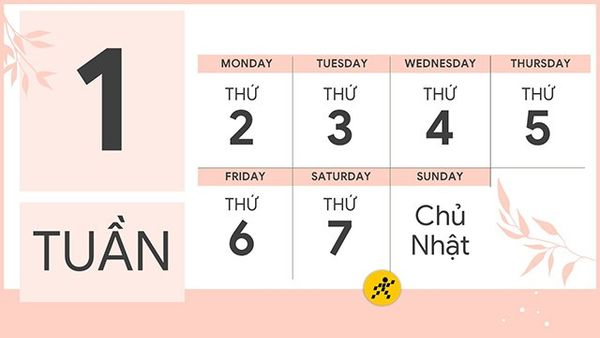 1
TUẦN
MONDAY TUESDAY WEDNESDAY THURSDAY
THỨ THỨ THỨ THỨ
2 3 4 5
FRIDAY SATURDAY SUNDAY
THỨ THỨ Chủ
6 7 Nhật